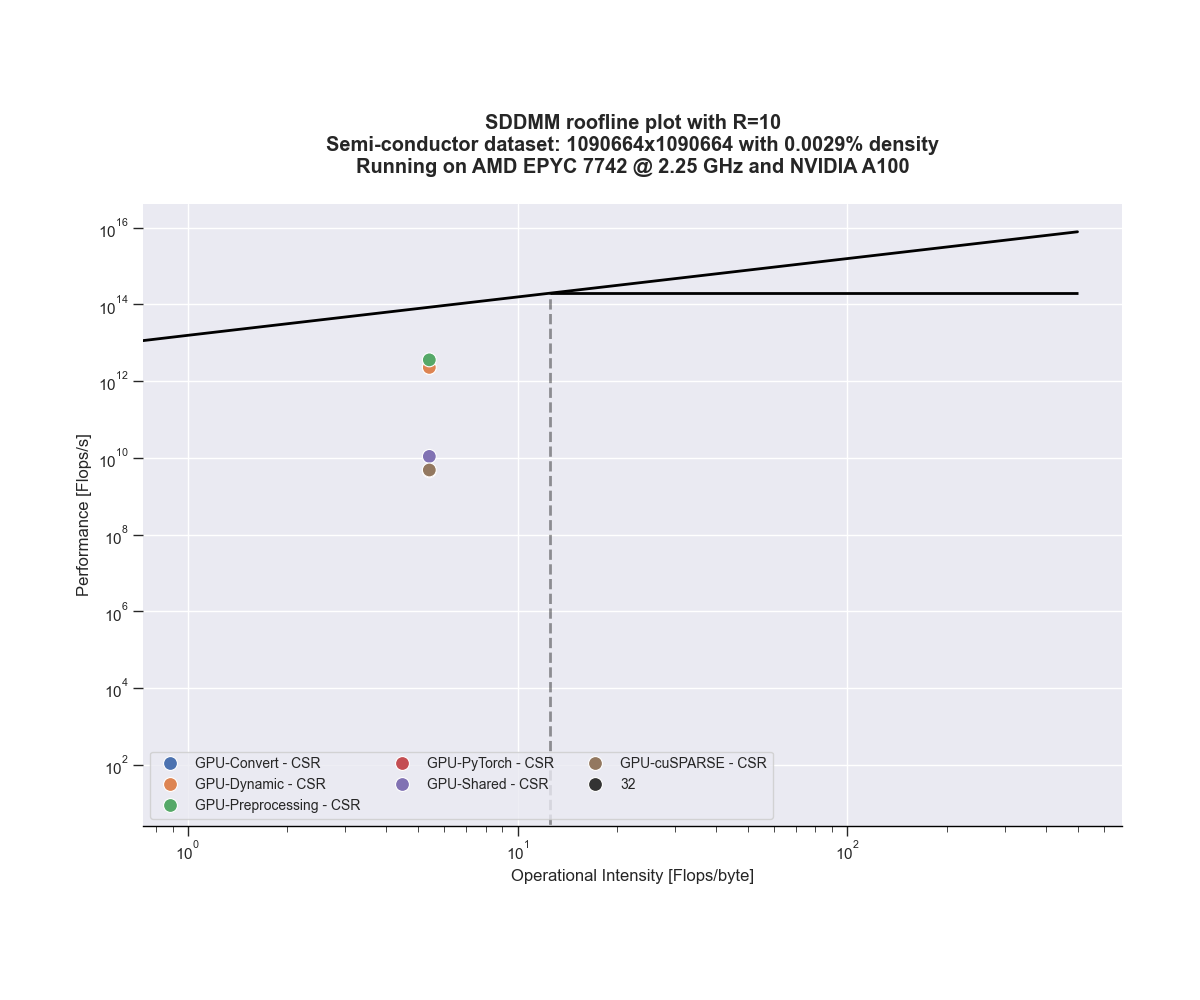 SDDMM roofline plot with R=10
Semi-conductor dataset: 1090664x1090664 with 0.0029% density
Running on AMD EPYC 7742 @ 2.25 GHz and NVIDIA A100
10^16
10^14
10^12
10^10
10^8
10^6
10^4
10^2
Performance [Flops/s]
GPU-Convert - CSR
GPU-Dynamic - CSR
GPU-Preprocessing - CSR
GPU-PyTorch - CSR
GPU-Shared - CSR
GPU-cuSPARSE - CSR
32
10^0
10^1
10^2
Operational Intensity [Flops/byte]